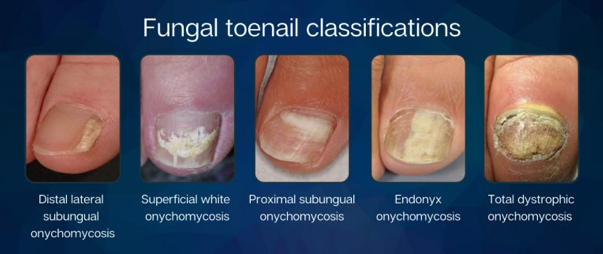 Fungal toenail classifications
Distal lateral
subungual
onychomycosis
Superficial white
onychomycosis
Proximal subungual
onychomycosis
Endonyx
onychomycosis
Total dystrophic
onychomycosis